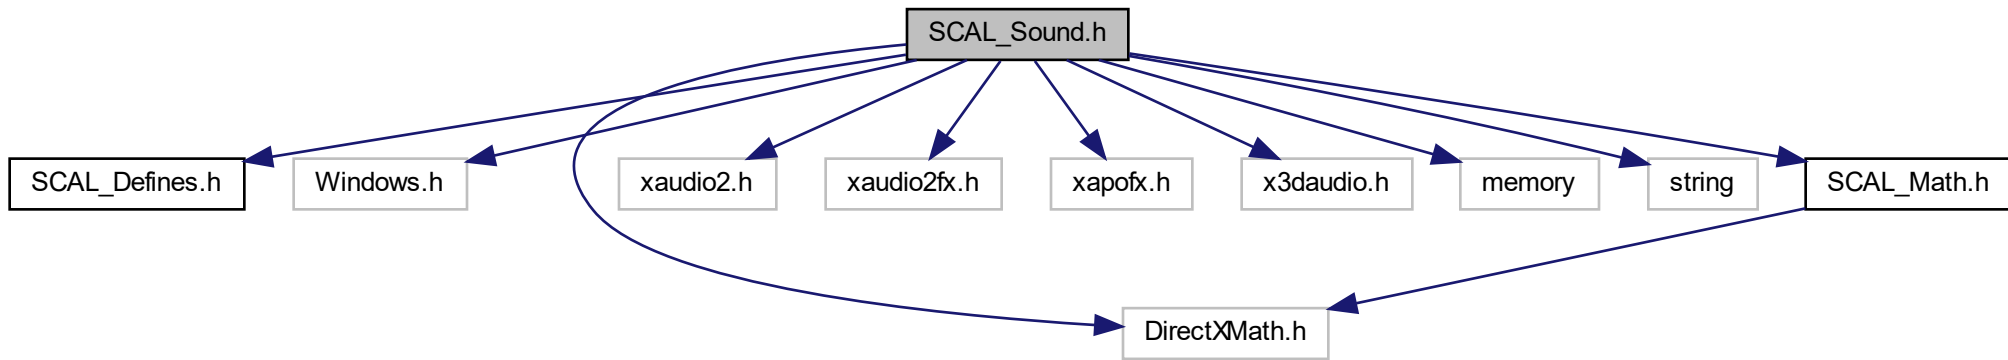 SCAL_Sound.h
SCAL_Defines.h
Windows.h
xaudio2.h
xaudio2fx.h
xapofx.h
x3daudio.h
memory
string
SCAL_Math.h
DirectXMath.h